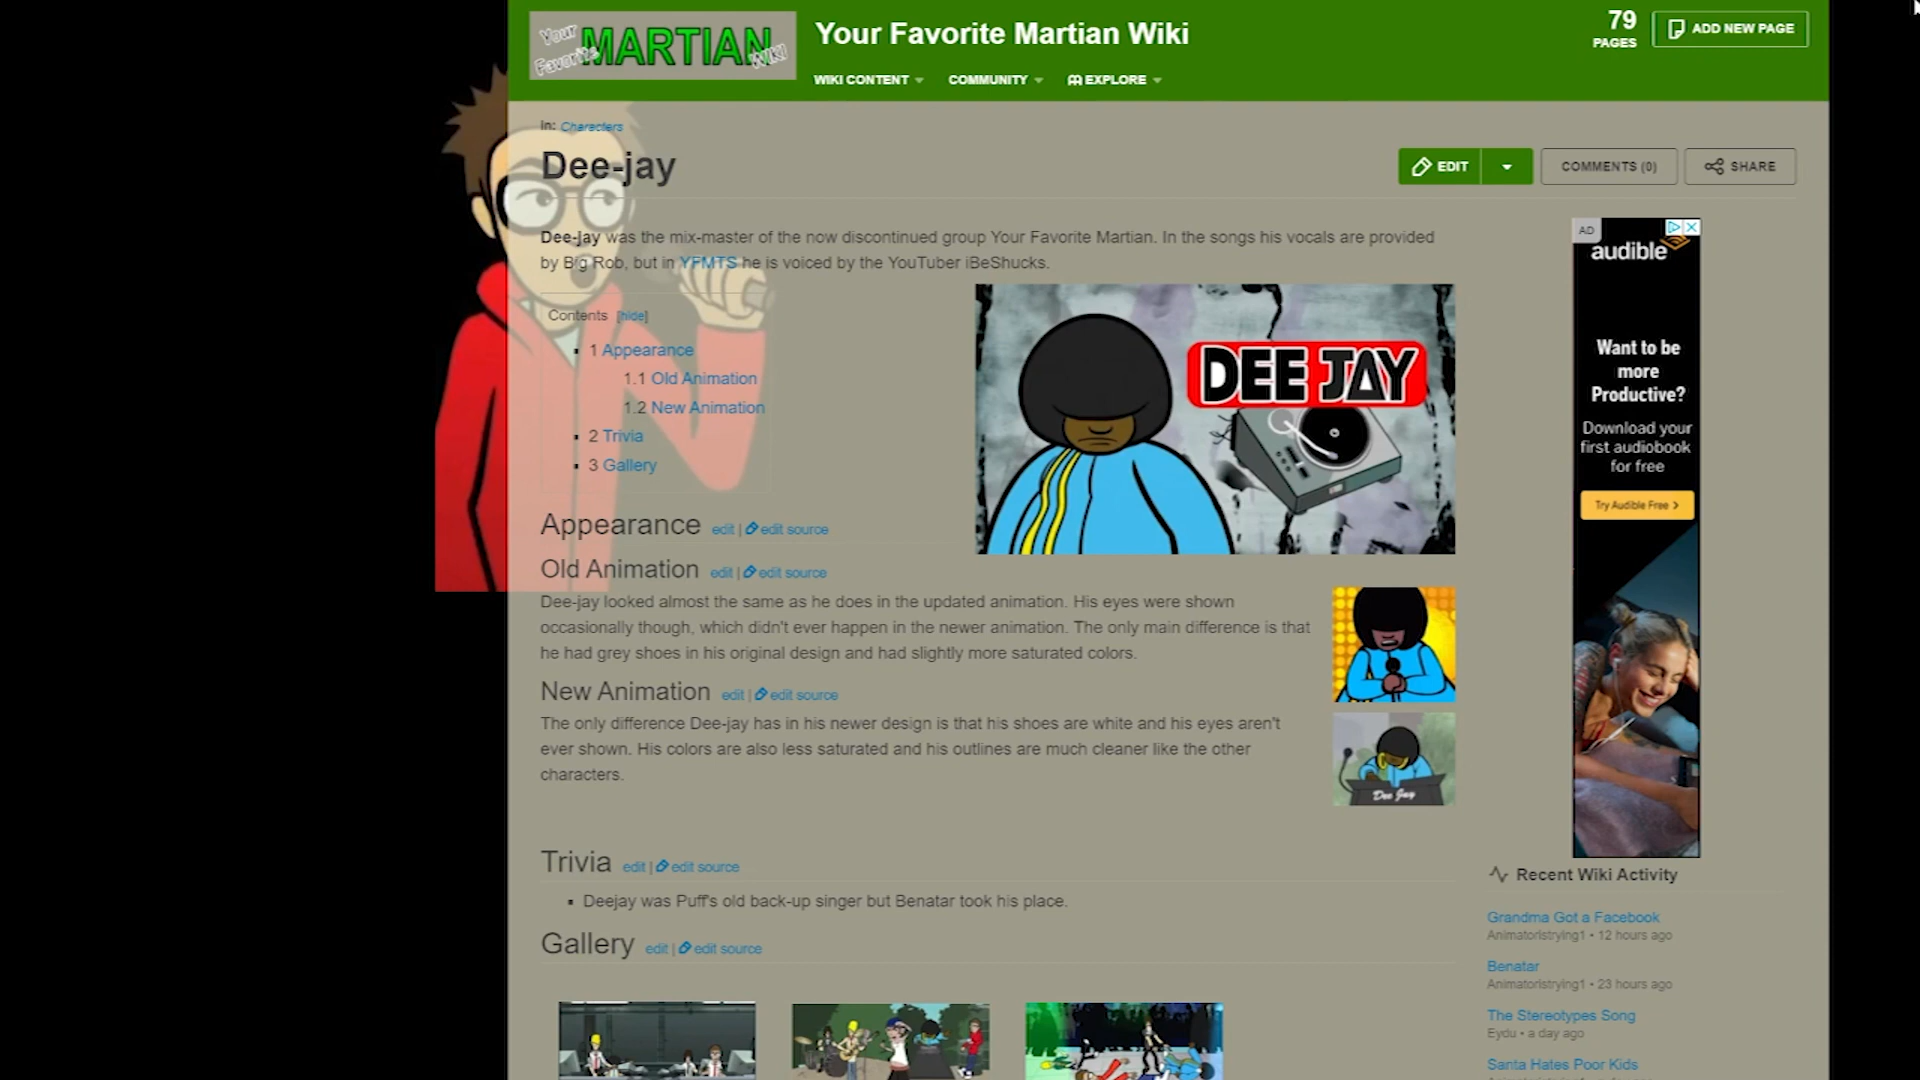 Your Favorite MARTIAN WIKI
Your Favorite Martian Wiki
79
PAGES
ADD NEW PAGE
WIKI CONTENT
COMMUNITY
EXPLORE
In: Characters
Dee-jay
EDIT
COMMENTS (0)
SHARE
Dee-jay was the mix-master of the now discontinued group Your Favorite Martian. In the songs his vocals are provided
by Big Rob, but in YFMTS he is voiced by the YouTuber iBeShucks.
Contents [hide]
1 Appearance
1.1 Old Animation
1.2 New Animation
2 Trivia
3 Gallery
DEE JAY
Appearance edit | edit source
Old Animation edit | edit source
Dee-jay looked almost the same as he does in the updated animation. His eyes were shown
occasionally though, which didn't ever happen in the newer animation. The only main difference is that
he had grey shoes in his original design and had slightly more saturated colors.
New Animation edit | edit source
The only difference Dee-jay has in his newer design is that his shoes are white and his eyes aren't
ever shown. His colors are also less saturated and his outlines are much cleaner like the other
characters.
Dee Jay
Trivia edit | edit source
Deejay was Puff's old back-up singer but Benatar took his place.
Gallery edit | edit source
AD
audible
Want to be
more
Productive?
Download your
first audiobook
for free
Try Audible Free >
Recent Wiki Activity
Grandma Got a Facebook
Animatoristrying1 • 12 hours ago
Benatar
Animatoristrying1 • 23 hours ago
The Stereotypes Song
Eydu • a day ago
Santa Hates Poor Kids